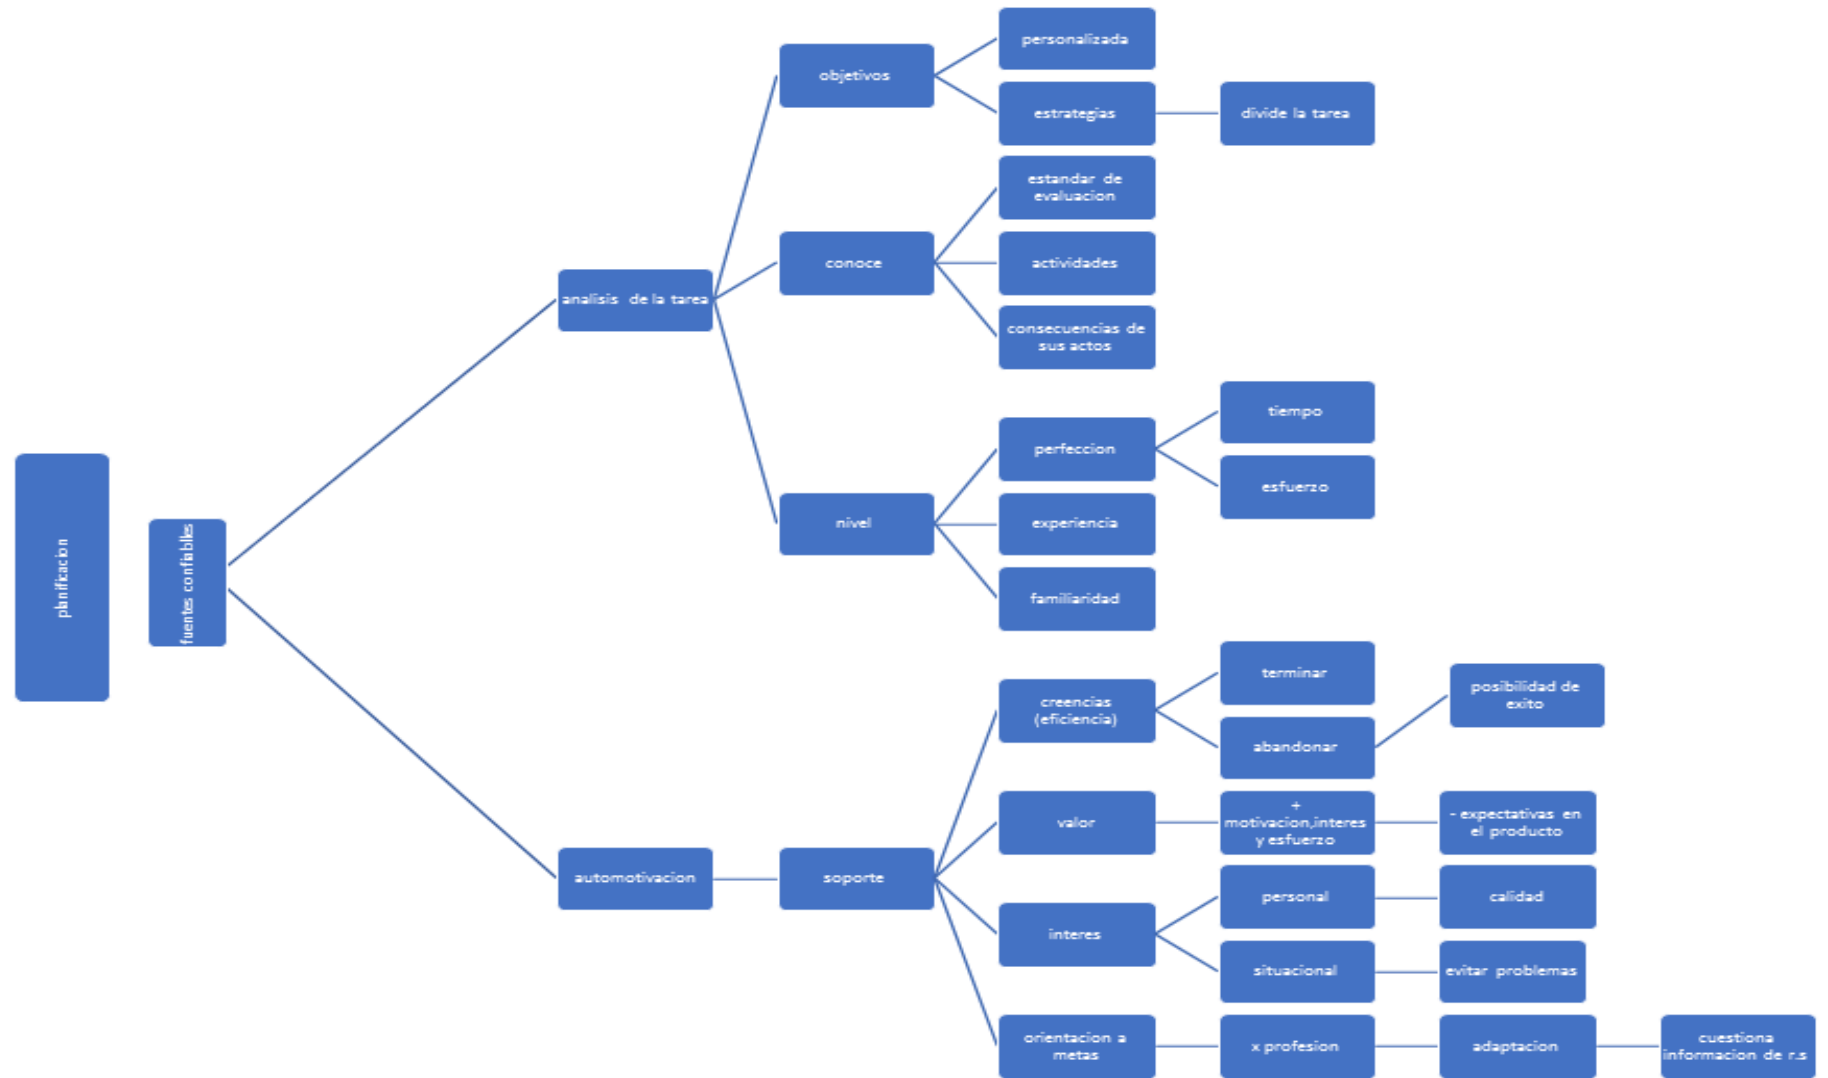 planificacion
fuentes confiablles
analisis de la tarea
objetivos
personalizada
estrategias
divide la tarea
conoce
estandar de
evaluacion
actividades
consecuencias de
sus actos
nivel
perfeccion
tiempo
esfuerzo
experiencia
familiaridad
automotivacion
soporte
creencias
(eficiencia)
terminar
abandonar
posibilidad de
exito
valor
+
motivacion,interes
y esfuerzo
- expectativas en
el producto
interes
personal
calidad
situacional
evitar problemas
orientacion a
metas
x profesion
adaptacion
cuestiona
informacion de r.s